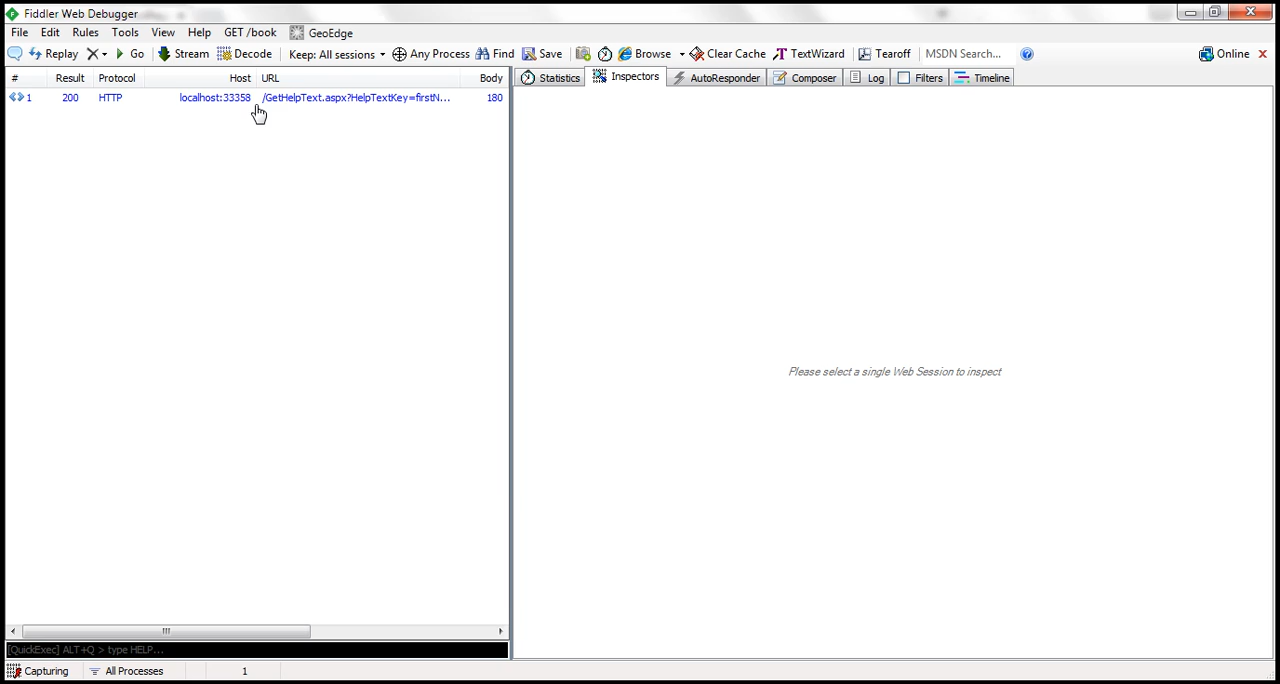 Fiddler Web Debugger
File Edit Rules Tools View Help GET /book GeoEdge
Replay Go Stream Decode Keep: All sessions Any Process Find Save Browse Clear Cache TextWizard Tearoff MSDN Search... Online
# Result Protocol Host URL Body
Statistics Inspectors AutoResponder Composer Log Filters Timeline
1 200 HTTP localhost:33358 /GetHelpText.aspx?HelpTextKey=firstN... 180
Please select a single Web Session to inspect
[QuickExec] ALT+Q > type HELP...
Capturing All Processes 1